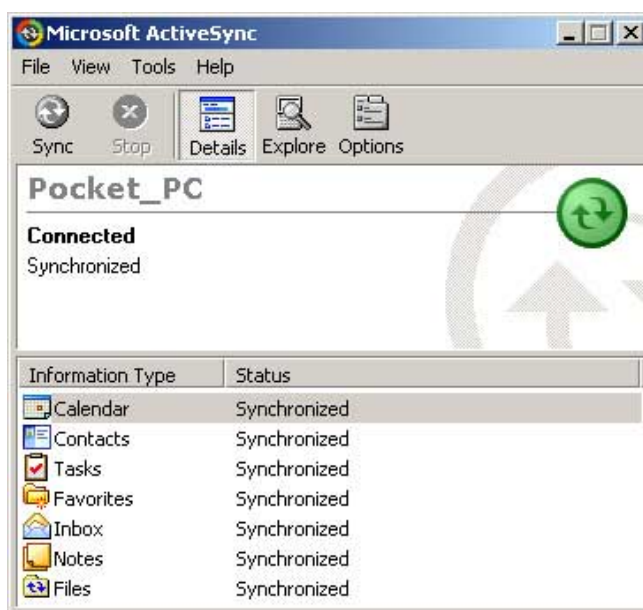 Microsoft ActiveSync
File View Tools Help
Sync Stop Details Explore Options
Pocket_PC
Connected
Synchronized
Information Type Status
Calendar Synchronized
Contacts Synchronized
Tasks Synchronized
Favorites Synchronized
Inbox Synchronized
Notes Synchronized
Files Synchronized